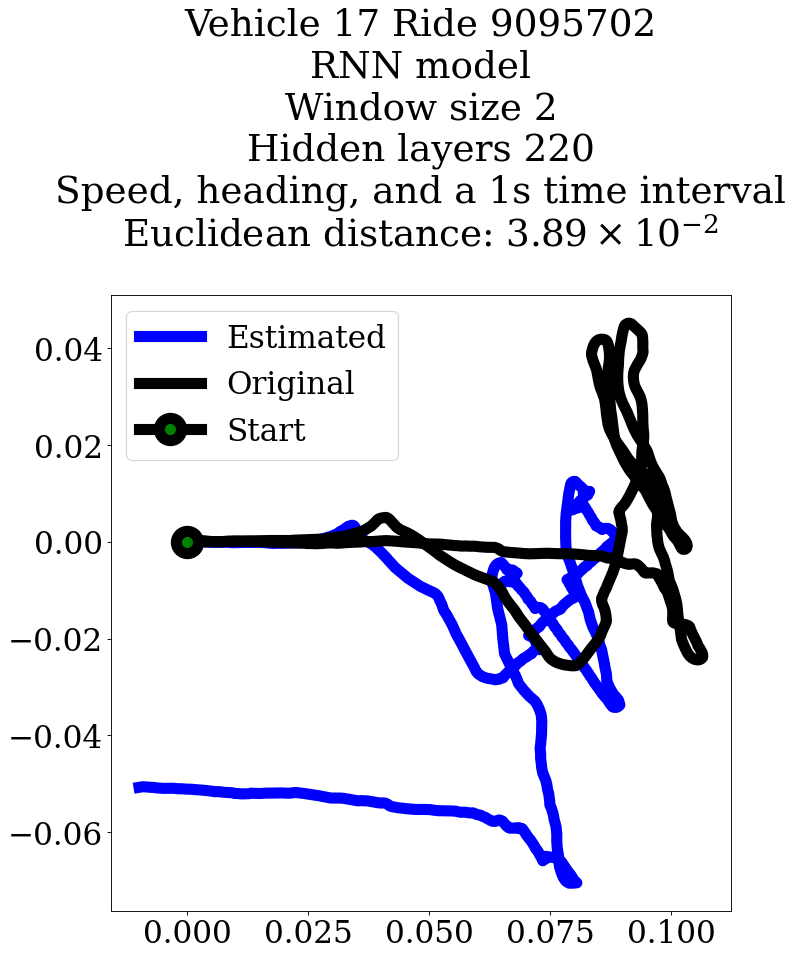 Vehicle 17 Ride 9095702
RNN model
Window size 2
Hidden layers 220
Speed, heading, and a 1s time interval
Euclidean distance: 3.89 × 10⁻²
Estimated
Original
Start
0.04
0.02
0.00
−0.02
−0.04
−0.06
0.000 0.025 0.050 0.075 0.100